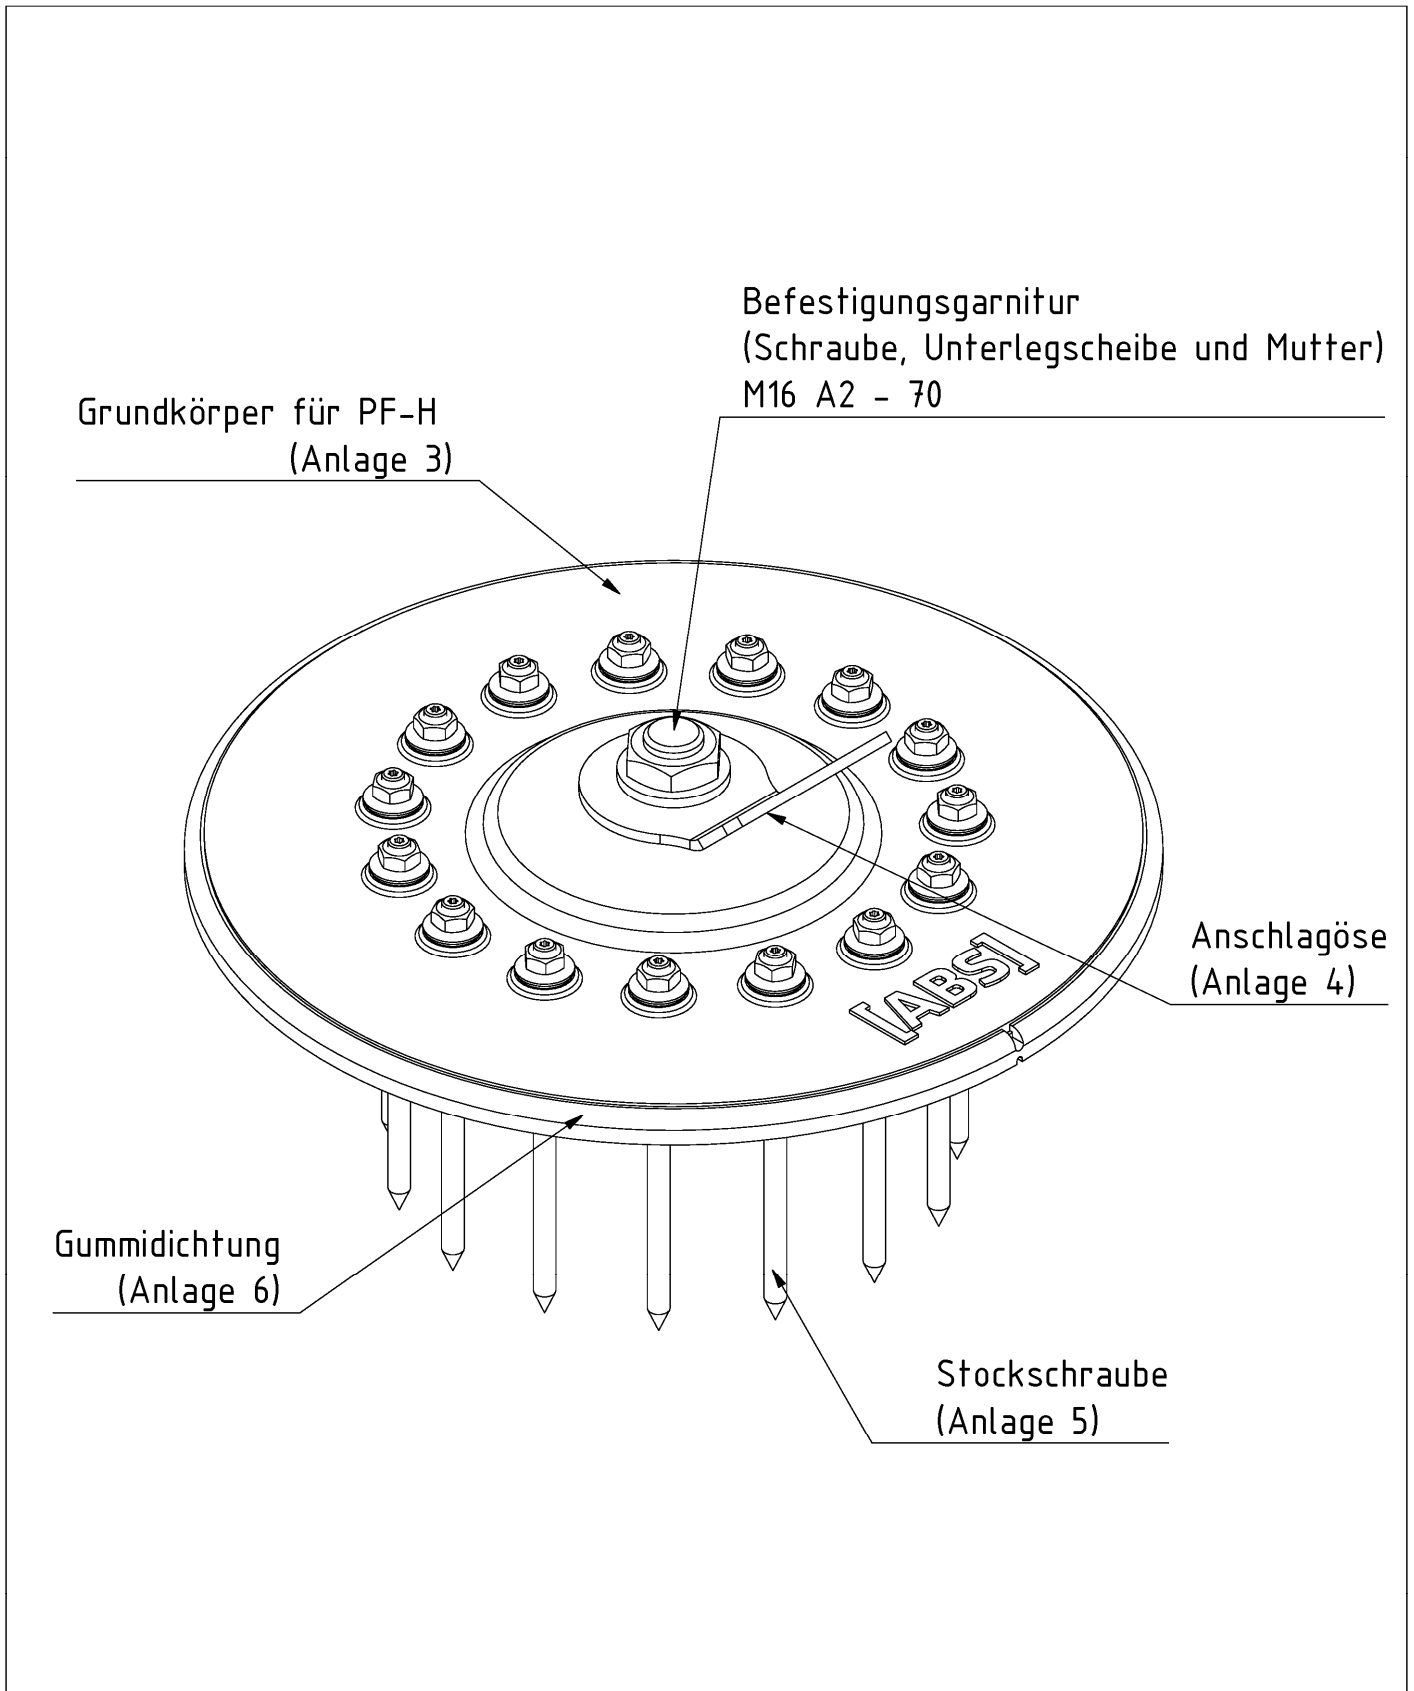 Befestigungsgarnitur
(Schraube, Unterlegscheibe und Mutter)
M16 A2 - 70
Grundkörper für PF-H
(Anlage 3)
Anschlagöse
(Anlage 4)
[ABS]
Gummidichtung
(Anlage 6)
Stockschraube
(Anlage 5)